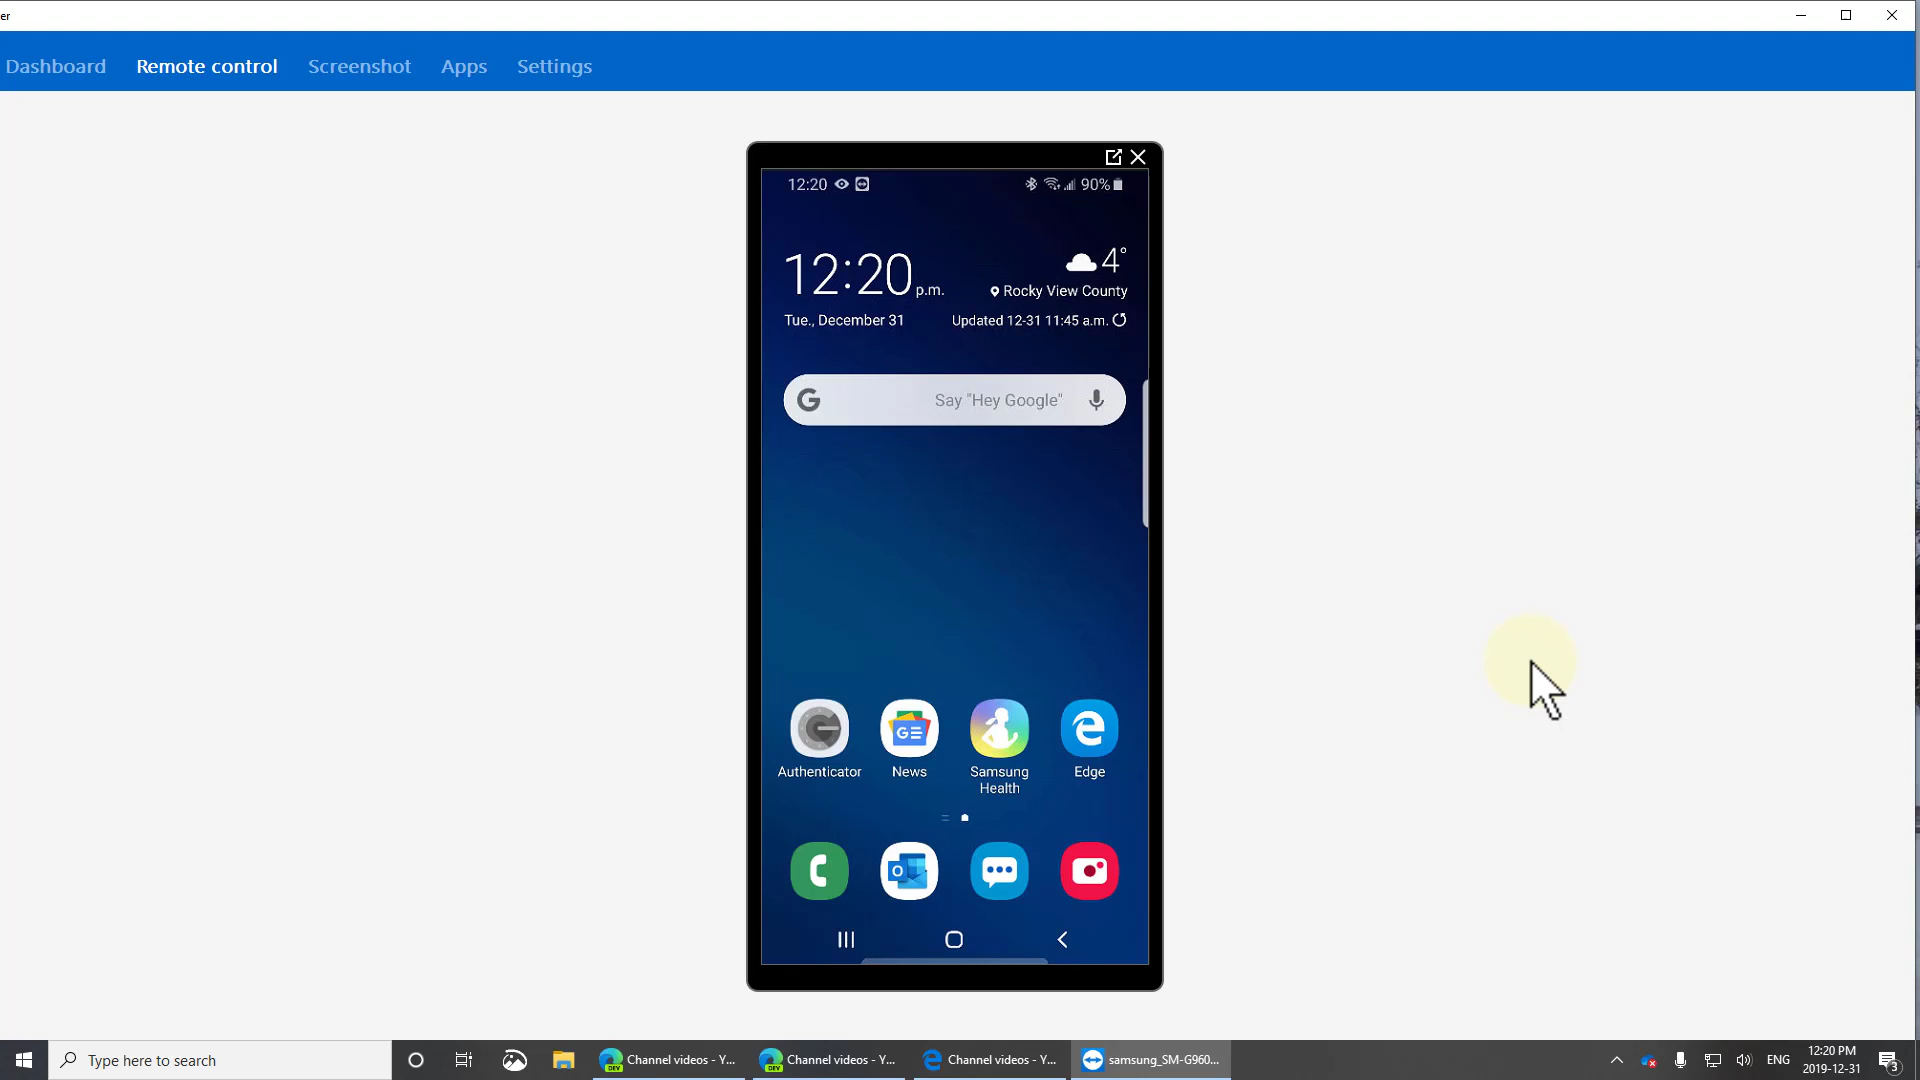 er
Dashboard Remote control Screenshot Apps Settings
12:20 90%
12:20 p.m. 4°
Rocky View County
Tue., December 31 Updated 12-31 11:45 a.m.
G Say "Hey Google"
Authenticator News Samsung Health Edge
Type here to search Channel videos - Y... Channel videos - Y... Channel videos - Y... samsung_SM-G960... ENG 12:20 PM
2019-12-31 3